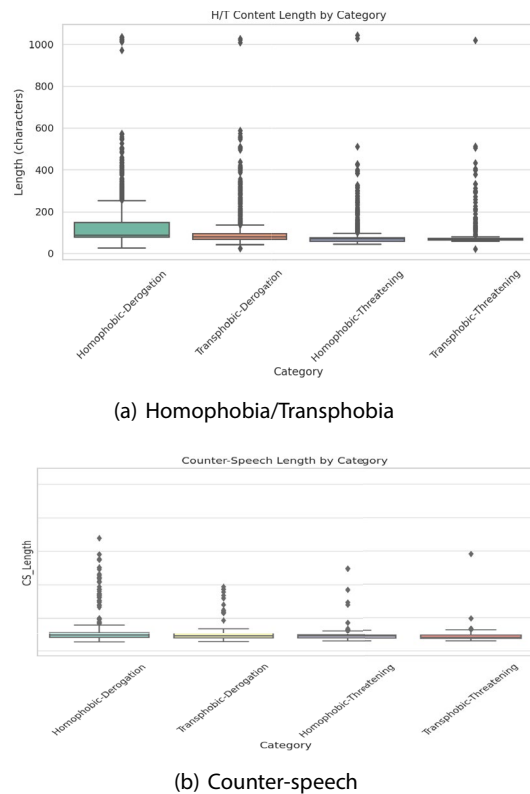 H/T Content Length by Category
Length (characters)
1000
800
600
400
200
0
Homophobic-Derogation
Transphobic-Derogation
Homophobic-Threatening
Transphobic-Threatening
Category
(a) Homophobia/Transphobia
Counter-Speech Length by Category
CS_Length
Homophobic-Derogation
Transphobic-Derogation
Homophobic-Threatening
Transphobic-Threatening
Category
(b) Counter-speech